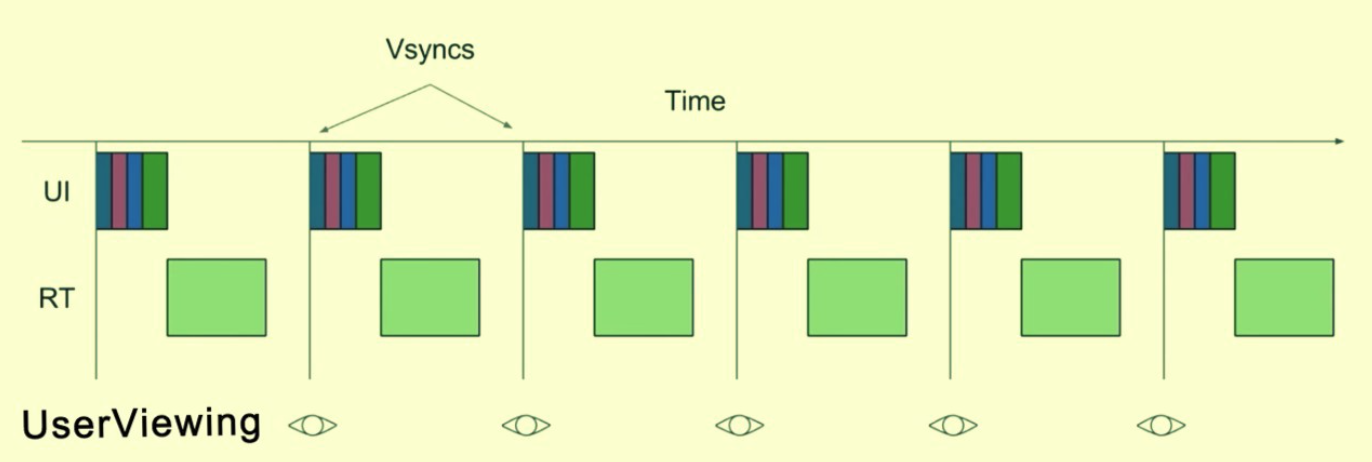 Vsyncs
Time
UI
RT
UserViewing